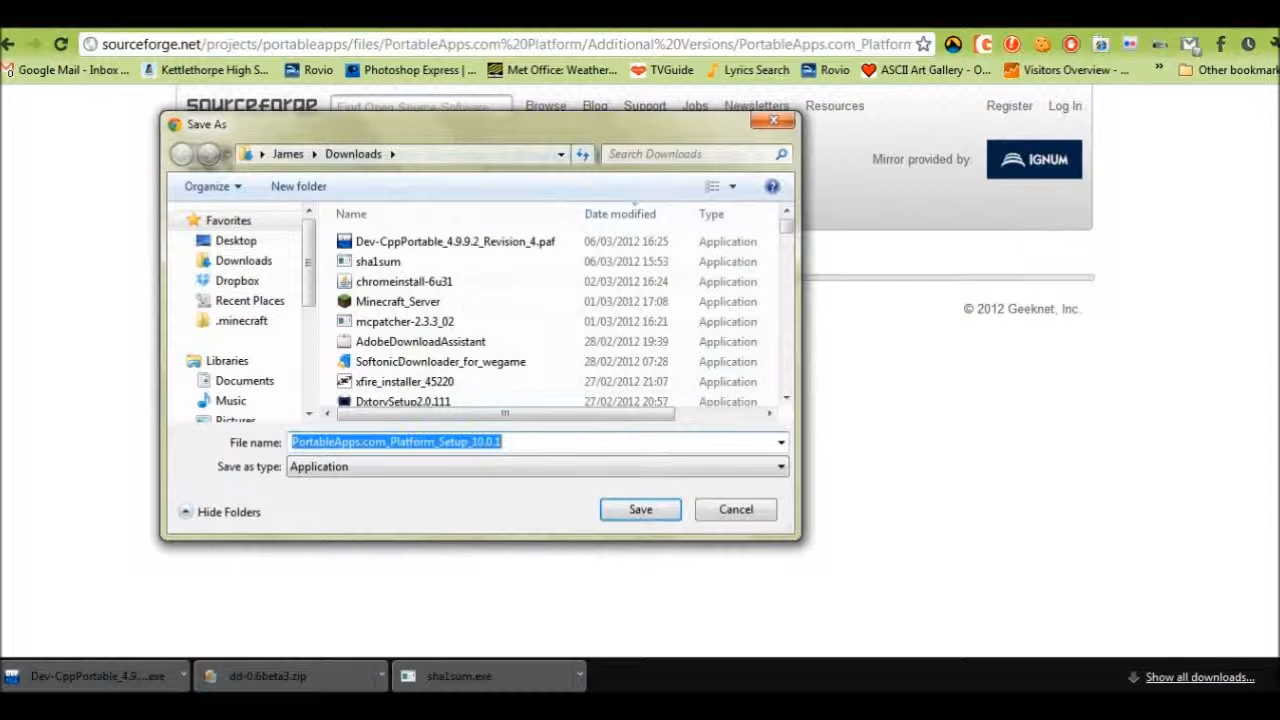 sourceforge.net/projects/portableapps/files/PortableApps.com%20Platform/Additional%20Versions/PortableApps.com_Platform
Google Mail - Inbox ... Kettlethorpe High S... Rovio Photoshop Express | ... Met Office: Weather... TVGuide Lyrics Search Rovio ASCII Art Gallery - O... Visitors Overview - ... » Other bookmark
sourceforge Find Open Source Software Browse Blog Support Jobs Newsletters Resources Register Log In
Save As
James Downloads Search Downloads
Mirror provided by: IGNUM
Organize New folder
Name Date modified Type
Favorites
Desktop
Downloads
Dropbox
Recent Places
.minecraft
Libraries
Documents
Music
Pictures
Dev-CppPortable_4.9.9.2_Revision_4.paf 06/03/2012 16:25 Application
sha1sum 06/03/2012 15:53 Application
chromeinstall-6u31 02/03/2012 16:24 Application
Minecraft_Server 01/03/2012 17:08 Application
mcpatcher-2.3.3_02 01/03/2012 16:21 Application
AdobeDownloadAssistant 28/02/2012 19:39 Application
SoftonicDownloader_for_wegame 28/02/2012 07:28 Application
xfire_installer_45220 27/02/2012 21:07 Application
DxtorySetup2.0.111 27/02/2012 20:57 Application
© 2012 Geeknet, Inc.
File name: PortableApps.com_Platform_Setup_10.0.1
Save as type: Application
Hide Folders Save Cancel
Dev-CppPortable_4.9....exe dd-0.6beta3.zip sha1sum.exe Show all downloads...